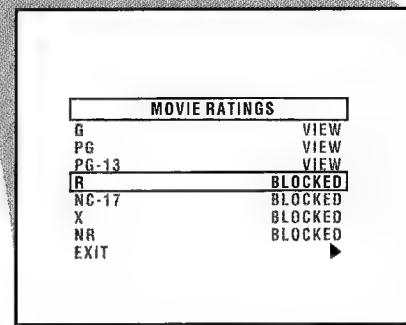 MOVIE RATINGS
G VIEW
PG VIEW
PG-13 VIEW
R BLOCKED
NC-17 BLOCKED
X BLOCKED
NR BLOCKED
EXIT ▶